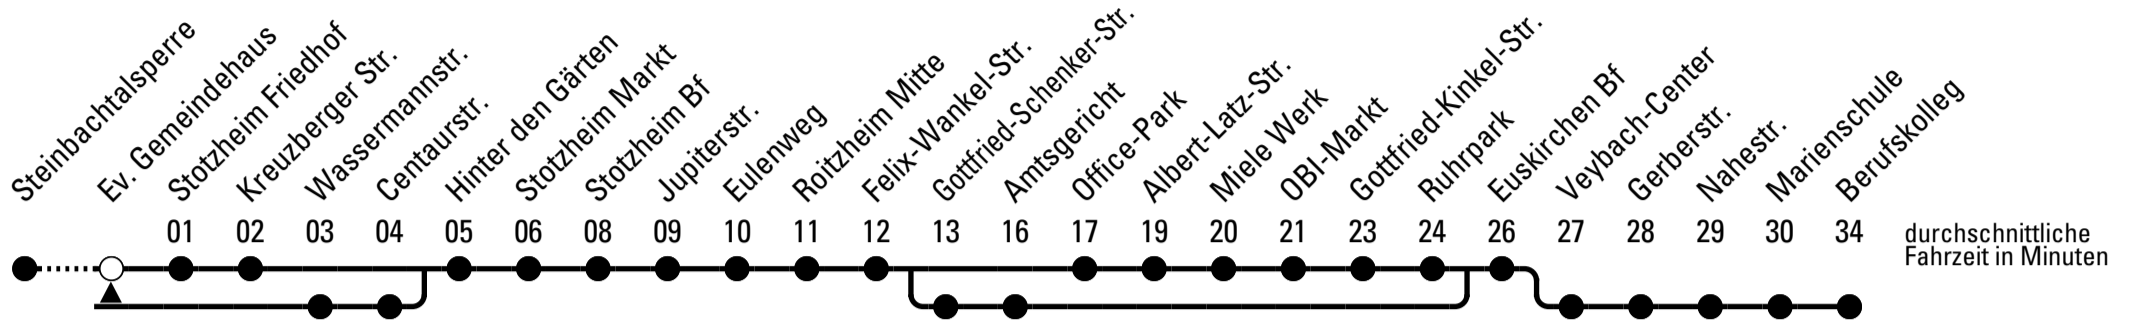 Steinbachtalsperre
Ev. Gemeindehaus
Stotzheim Friedhof
Kreuzberger Str.
Wassermannstr.
Centaurstr.
Hinter den Gärten
Stotzheim Markt
Stotzheim Bf
Jupiterstr.
Eulenweg
Roitzheim Mitte
Felix-Wankel-Str.
Gottfried-Schenker-Str.
Amtsgericht
Office-Park
Albert-Latz-Str.
Miele Werk
OBI-Markt
Gottfried-Kinkel-Str.
Ruhrpark
Euskirchen Bf
Veybach-Center
Gerberstr.
Nahestr.
Marienschule
Berufskolleg
01 02 03 04 05 06 08 09 10 11 12 13 16 17 19 20 21 23 24 26 27 28 29 30 34
durchschnittliche
Fahrzeit in Minuten